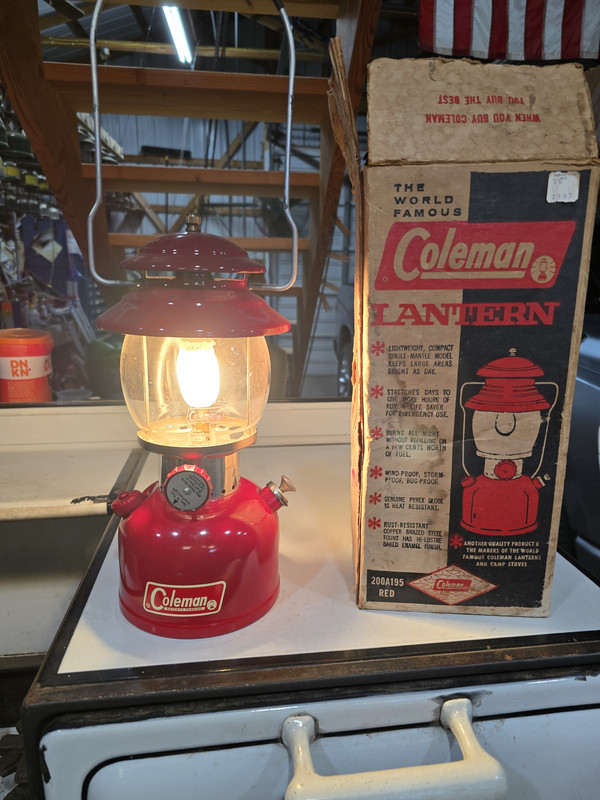 WHEN YOU BUY COLEMAN
YOU BUY THE BEST
THE
WORLD
FAMOUS
Coleman
LANTERN
* LIGHTWEIGHT, COMPACT
SINGLE-MANTLE MODEL
KEEPS LARGE AREAS
BRIGHT AS DAY.
* STRETCHES DAYS TO
GIVE MORE HOURS OF
FUN. A LIFE SAVER
FOR EMERGENCY USE.
* BURNS ALL NIGHT
WITHOUT REFILLING ON
A FEW CENTS WORTH
OF FUEL.
* WIND-PROOF, STORM-
PROOF, BUG-PROOF.
* GENUINE PYREX GLOBE
IS HEAT RESISTANT.
* RUST-RESISTANT
COPPER BRAZED STEEL
FOUNT HAS HI-LUSTRE
BAKED ENAMEL FINISH.
* ANOTHER QUALITY PRODUCT
THE MAKERS OF THE WORLD
FAMOUS COLEMAN LANTERNS
AND CAMP STOVES
200A195
RED
Coleman
Coleman
Coleman
DN
KN'